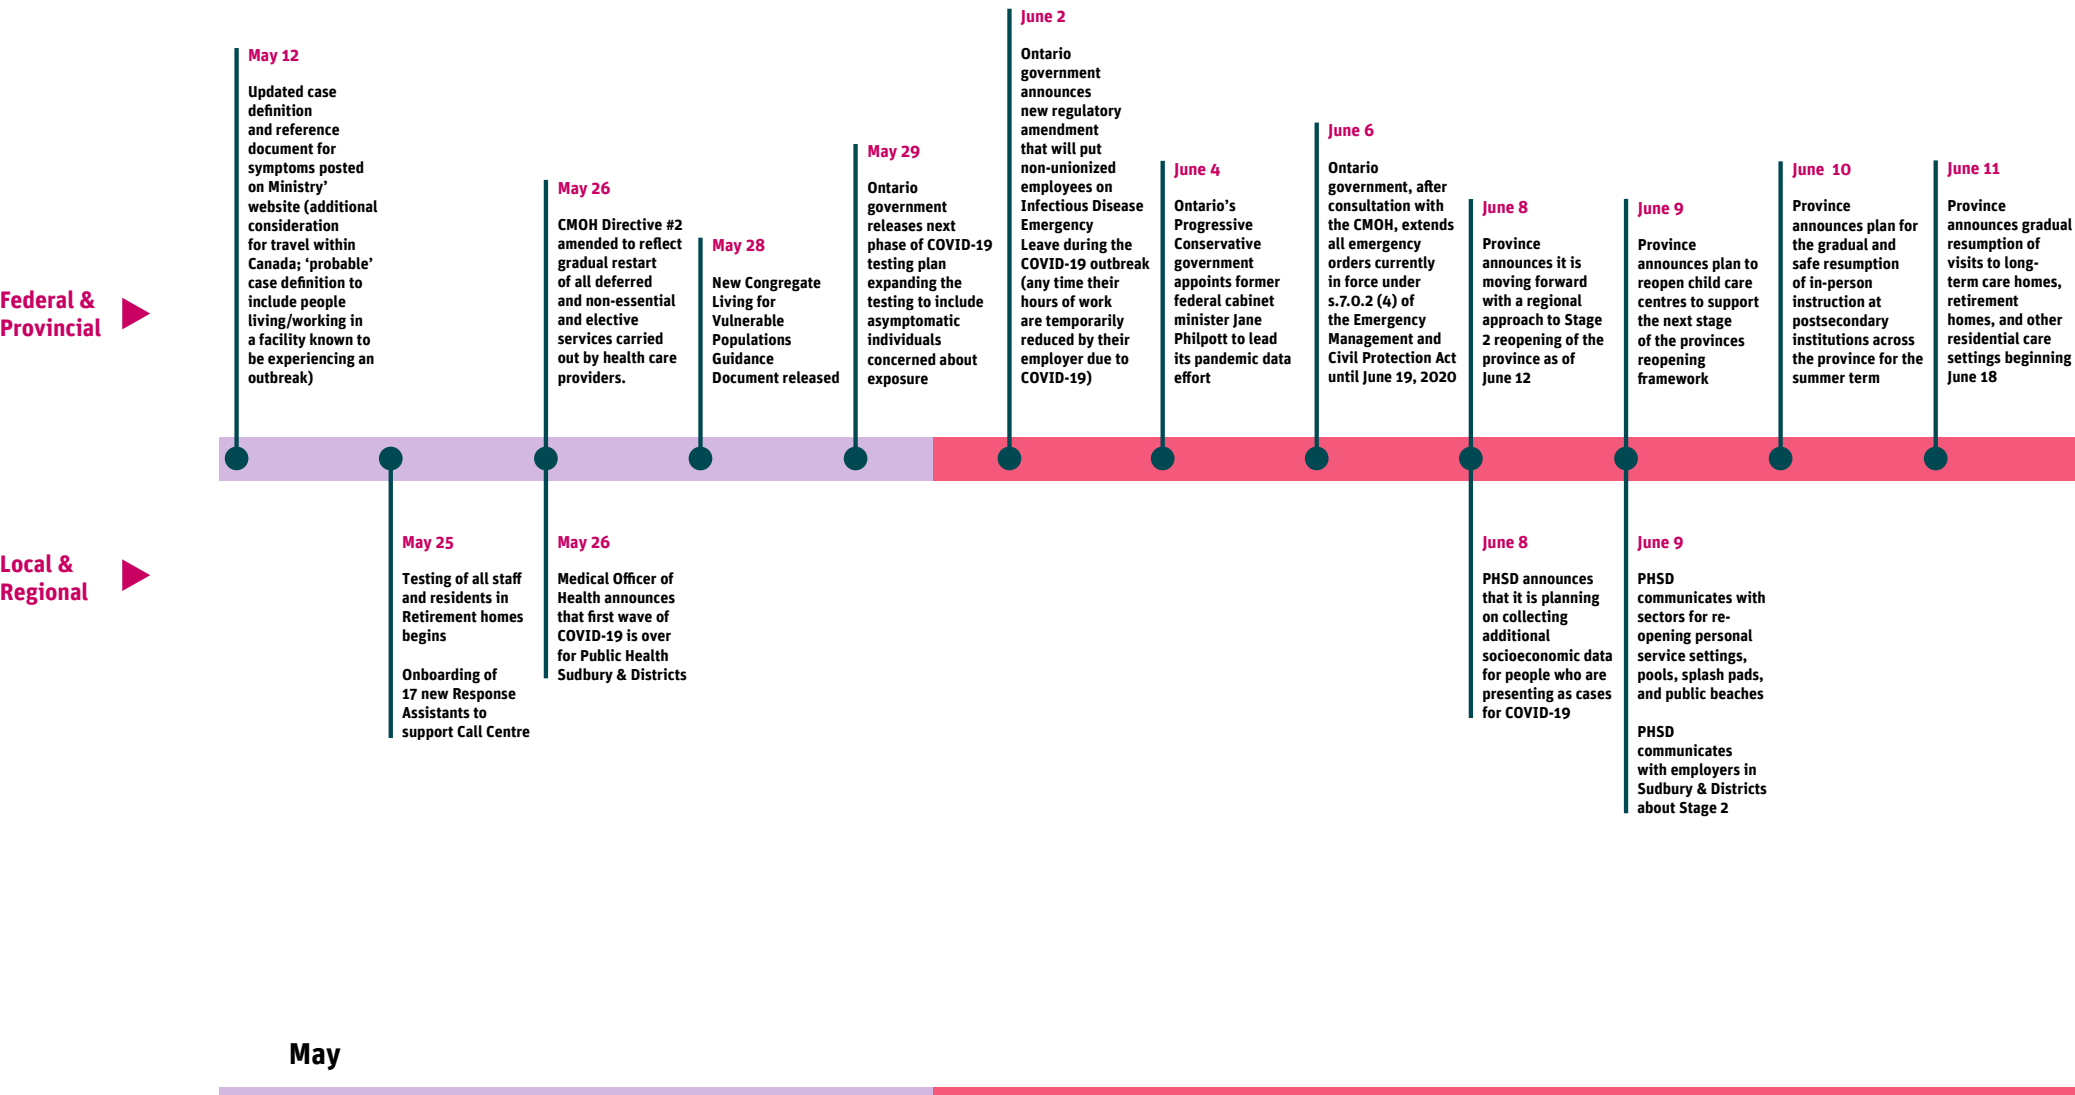 June 2
Ontario
government
announces
new regulatory
amendment
that will put
non-unionized
employees on
Infectious Disease
Emergency
Leave during the
COVID-19 outbreak
(any time their
hours of work
are temporarily
reduced by their
employer due to
COVID-19)
May 12
Updated case
definition
and reference
document for
symptoms posted
on Ministry’
website (additional
consideration
for travel within
Canada; ‘probable’
case definition to
include people
living/working in
a facility known to
be experiencing an
outbreak)
May 26
CMOH Directive #2
amended to reflect
gradual restart
of all deferred
and non-essential
and elective
services carried
out by health care
providers.
May 28
New Congregate
Living for
Vulnerable
Populations
Guidance
Document released
May 29
Ontario
government
releases next
phase of COVID-19
testing plan
expanding the
testing to include
asymptomatic
individuals
concerned about
exposure
June 4
Ontario’s
Progressive
Conservative
government
appoints former
federal cabinet
minister Jane
Philpott to lead
its pandemic data
effort
June 6
Ontario
government, after
consultation with
the CMOH, extends
all emergency
orders currently
in force under
s.7.0.2 (4) of
the Emergency
Management and
Civil Protection Act
until June 19, 2020
June 8
Province
announces it is
moving forward
with a regional
approach to Stage
2 reopening of the
province as of
June 12
June 9
Province
announces plan to
reopen child care
centres to support
the next stage
of the provinces
reopening
framework
June 10
Province
announces plan for
the gradual and
safe resumption
of in-person
instruction at
postsecondary
institutions across
the province for the
summer term
June 11
Province
announces gradual
resumption of
visits to long-
term care homes,
retirement
homes, and other
residential care
settings beginning
June 18
Federal &
Provincial
Local &
Regional
May 25
Testing of all staff
and residents in
Retirement homes
begins
Onboarding of
17 new Response
Assistants to
support Call Centre
May 26
Medical Officer of
Health announces
that first wave of
COVID-19 is over
for Public Health
Sudbury & Districts
June 8
PHSD announces
that it is planning
on collecting
additional
socioeconomic data
for people who are
presenting as cases
for COVID-19
June 9
PHSD
communicates with
sectors for re-
opening personal
service settings,
pools, splash pads,
and public beaches
PHSD
communicates
with employers in
Sudbury & Districts
about Stage 2
May